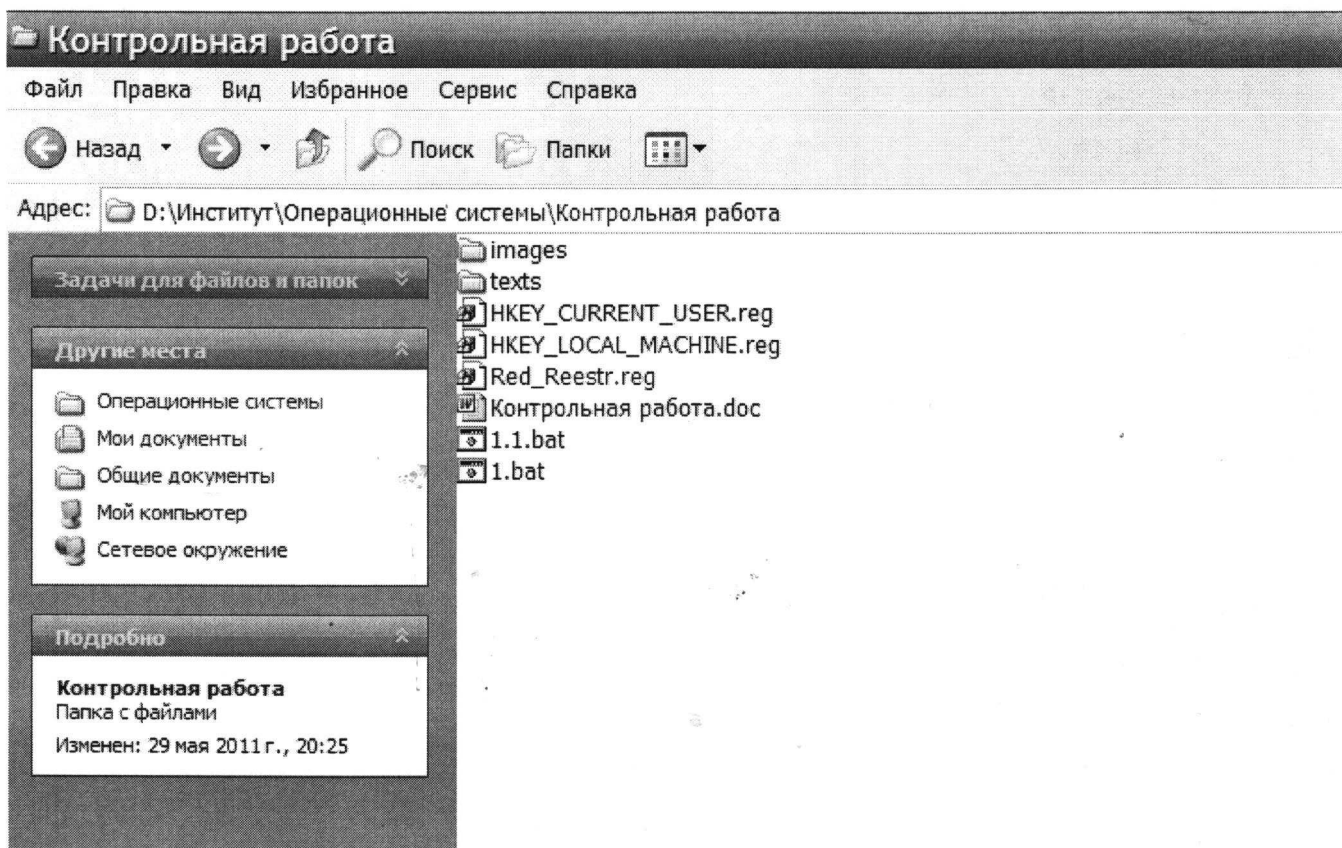 Контрольная работа
Файл Правка Вид Избранное Сервис Справка
Назад Поиск Папки
Адрес: D:\Институт\Операционные системы\Контрольная работа
Задачи для файлов и папок
Другие места
Операционные системы
Мои документы
Общие документы
Мой компьютер
Сетевое окружение
Подробно
Контрольная работа
Папка с файлами
Изменен: 29 мая 2011 г., 20:25
images
texts
HKEY_CURRENT_USER.reg
HKEY_LOCAL_MACHINE.reg
Red_Reestr.reg
Контрольная работа.doc
1.1.bat
1.bat